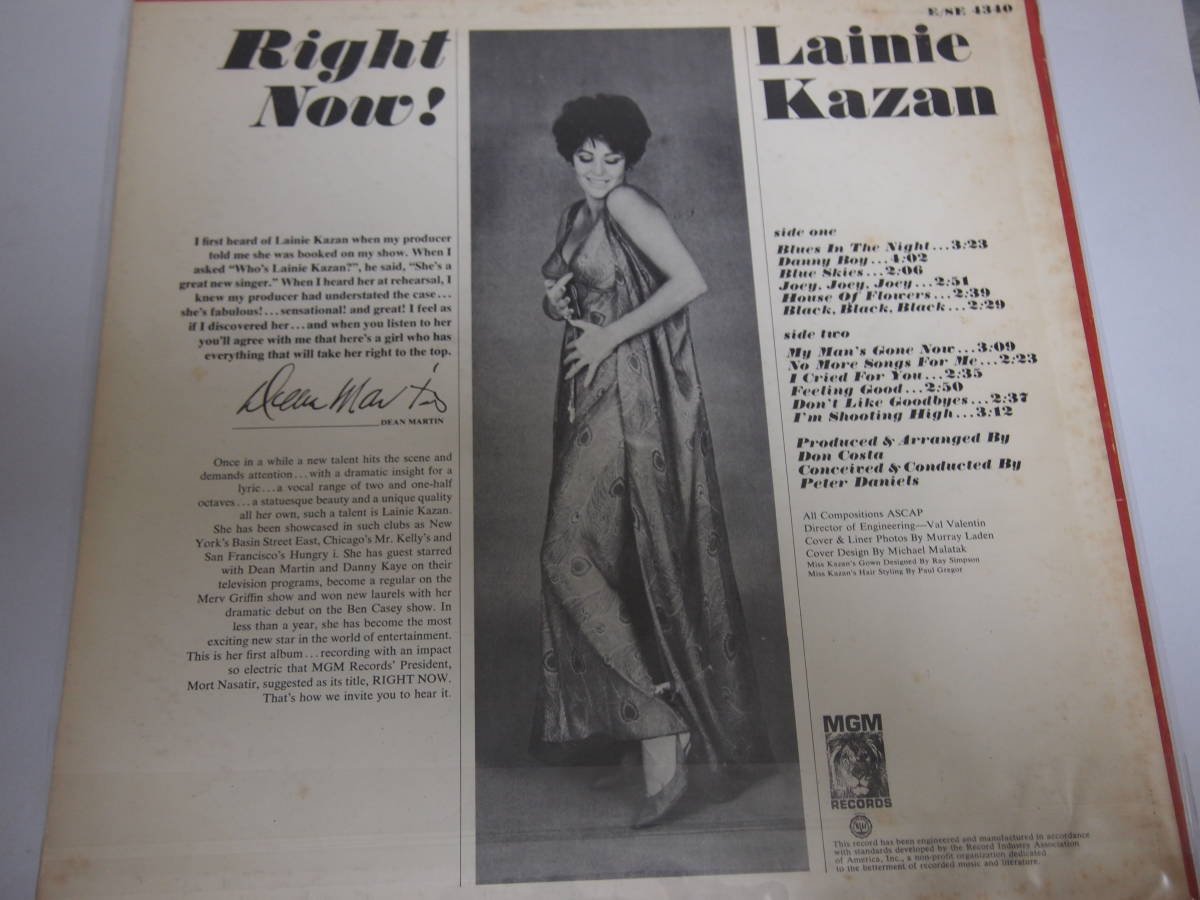 E/SE 4340
Right
Now!
Lainie
Kazan
I first heard of Lainie Kazan when my producer
told me she was booked on my show. When I
asked “Who's Lainie Kazan?”, he said, “She's a
great new singer.” When I heard her at rehearsal, I
knew my producer had understated the case...
she's fabulous!...sensational! and great! I feel as
if I discovered her...and when you listen to her
you'll agree with me that here's a girl who has
everything that will take her right to the top.
Dean Martin
DEAN MARTIN
Once in a while a new talent hits the scene and
demands attention...with a dramatic insight for a
lyric...a vocal range of two and one-half
octaves...a statuesque beauty and a unique quality
all her own, such a talent is Lainie Kazan.
She has been showcased in such clubs as New
York's Basin Street East, Chicago's Mr. Kelly's and
San Francisco's Hungry i. She has guest starred
with Dean Martin and Danny Kaye on their
television programs, become a regular on the
Merv Griffin show and won new laurels with her
dramatic debut on the Ben Casey show. In
less than a year, she has become the most
exciting new star in the world of entertainment.
This is her first album...recording with an impact
so electric that MGM Records' President,
Mort Nasatir, suggested as its title, RIGHT NOW.
That's how we invite you to hear it.
side one
Blues In The Night...3:23
Danny Boy...4:02
Blue Skies...2:06
Joey, Joey, Joey...2:51
House Of Flowers...2:39
Black, Black, Black...2:29
side two
My Man's Gone Now...3:09
No More Songs For Me...2:23
I Cried For You...2:35
Feeling Good...2:50
Don't Like Goodbyes...2:37
I'm Shooting High...3:12
Produced & Arranged By
Don Costa
Conceived & Conducted By
Peter Daniels
All Compositions ASCAP
Director of Engineering—Val Valentin
Cover & Liner Photos By Murray Laden
Cover Design By Michael Malatak
Miss Kazan's Gown Designed By Ray Simpson
Miss Kazan's Hair Styling By Paul Gregor
MGM
RECORDS
This record has been engineered and manufactured in accordance
with standards developed by the Record Industry Association
of America, Inc., a non-profit organization dedicated
to the betterment of recorded music and literature.